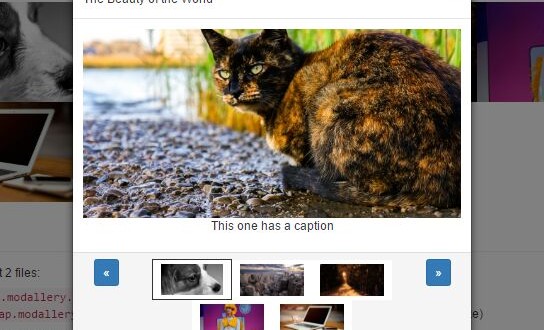 The Beauty of the World
This one has a caption
« »
t 2 files:
.modallery.
ap.modallery
e)